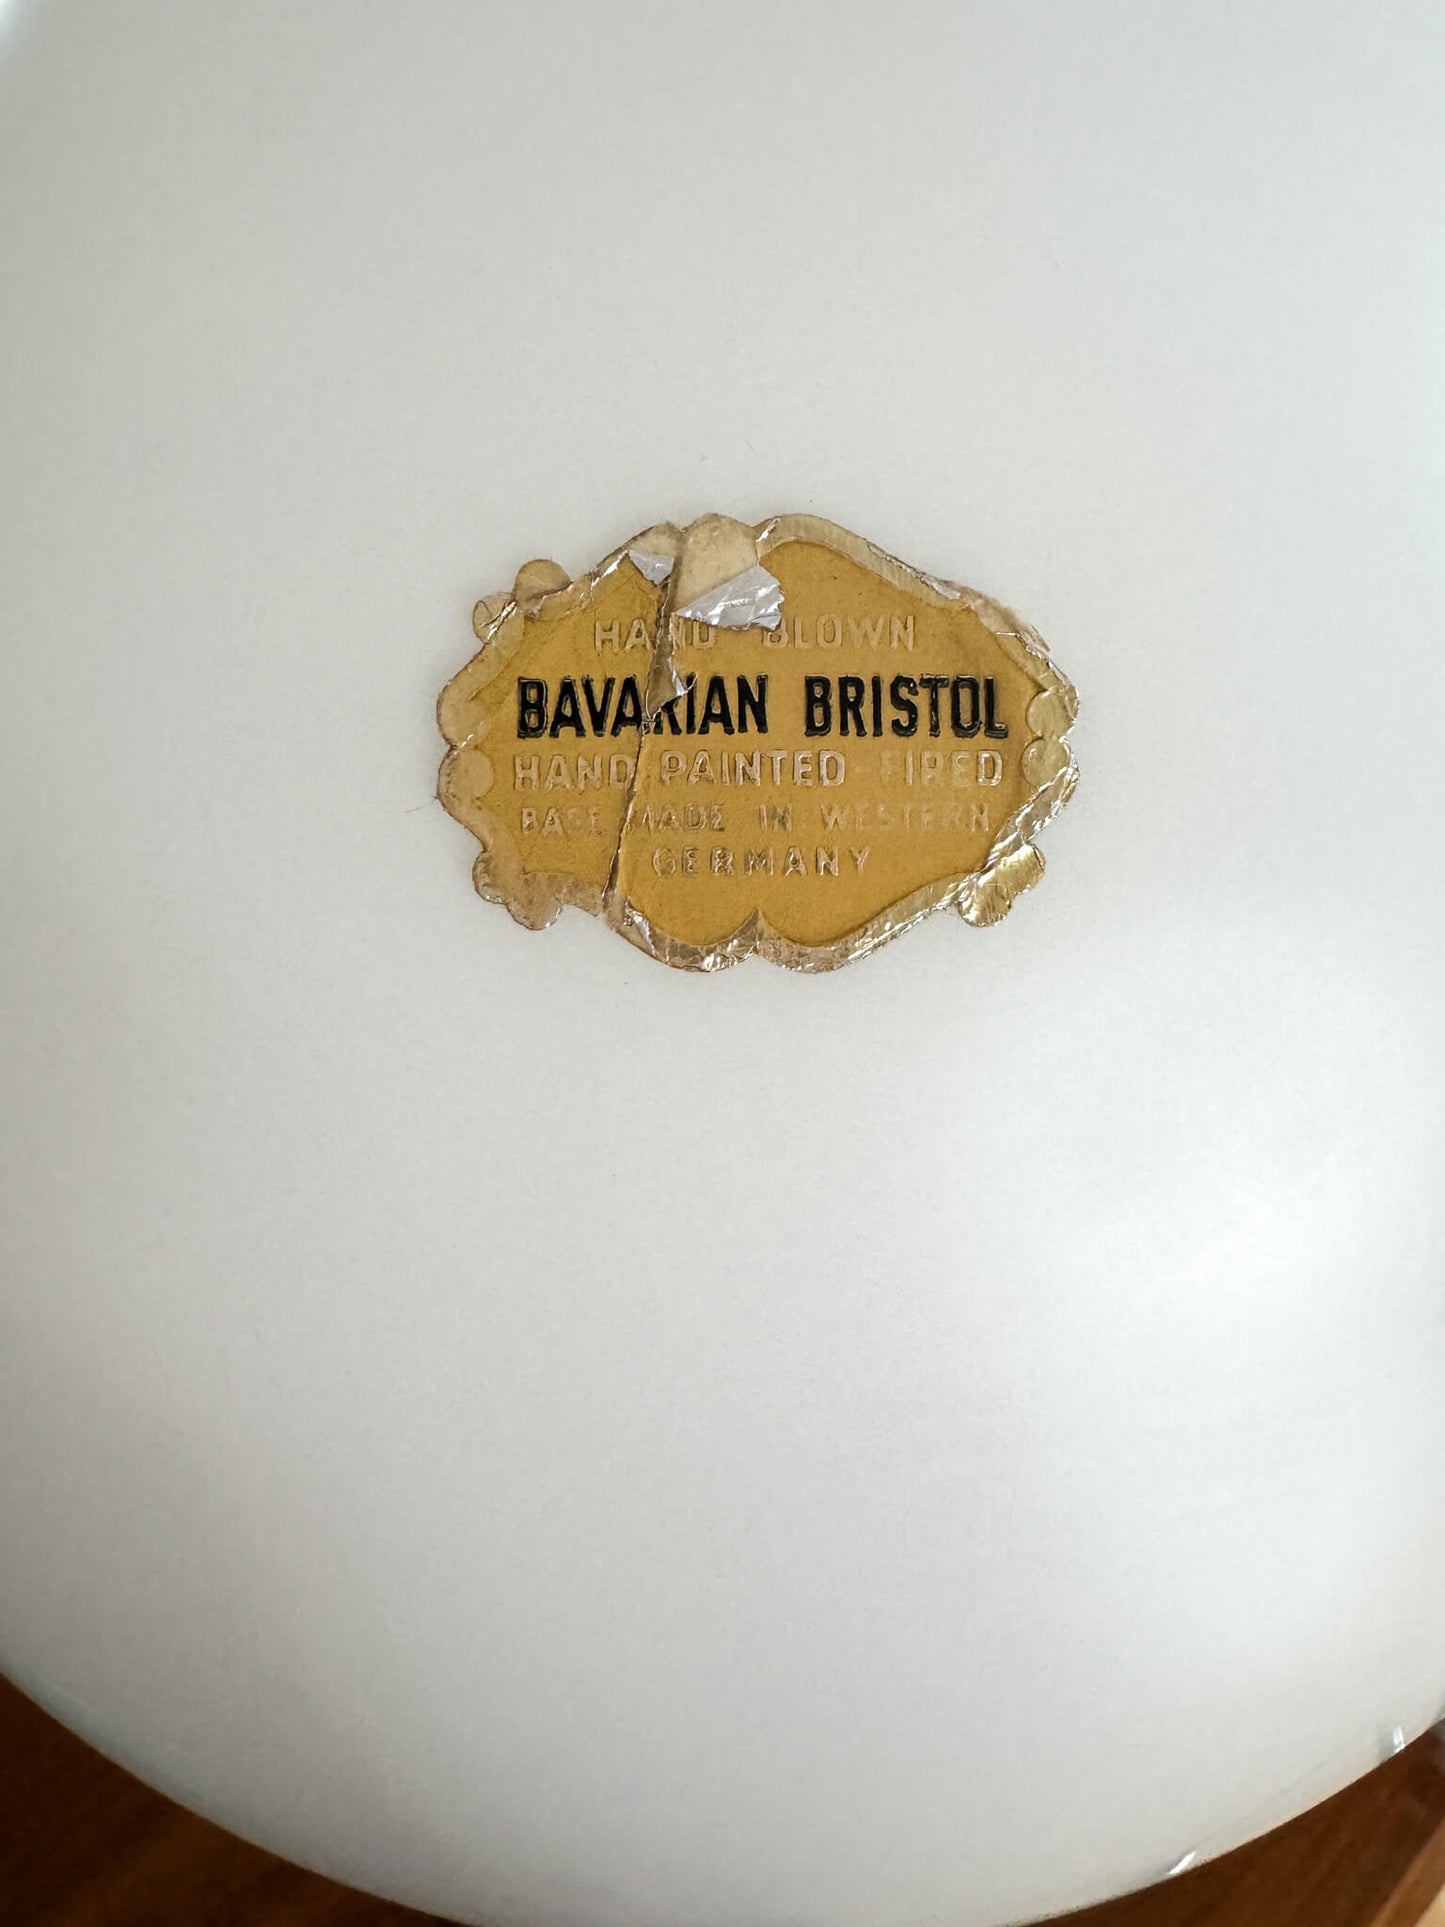 HAND BLOWN
BAVARIAN BRISTOL
HAND PAINTED - FIRED
BASE MADE IN WESTERN
GERMANY